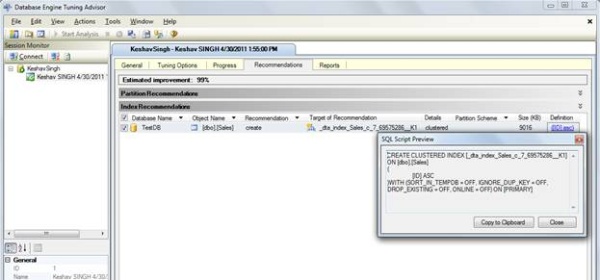 Database Engine Tuning Advisor
File Edit View Actions Tools Window Help
Start Analysis
Session Monitor
Connect
KeshavSingh
Keshav SINGH 4/30/2011 1
KeshavSingh - Keshav SINGH 4/30/2011 1:55:00 PM
General Tuning Options Progress Recommendations Reports
Estimated improvement: 99%
Partition Recommendations
Index Recommendations
Database Name Object Name Recommendation Target of Recommendation Details Partition Scheme Size (KB) Definition
TestDB [dbo].[Sales] create _dta_index_Sales_c_7_69575286__K1 clustered 9016 ([ID] asc)
SQL Script Preview
CREATE CLUSTERED INDEX [_dta_index_Sales_c_7_69575286__K1]
ON [dbo].[Sales]
(
[ID] ASC
)WITH (SORT_IN_TEMPDB = OFF, IGNORE_DUP_KEY = OFF,
DROP_EXISTING = OFF, ONLINE = OFF) ON [PRIMARY]
Copy to Clipboard Close
General
ID 1
Name Keshav SINGH 4/30/